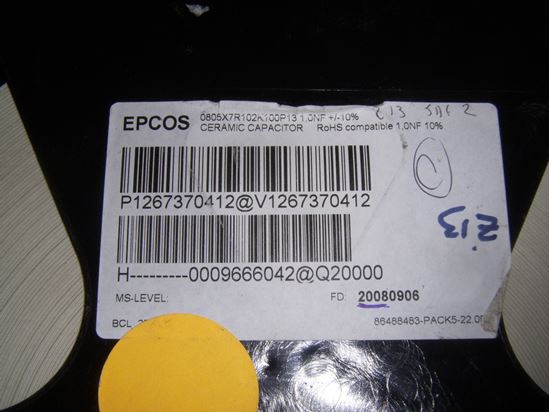 EPCOS 0805X7R102K100P13 1,0NF +/-10%
CERAMIC CAPACITOR RoHS compatible 1,0NF 10%
P1267370412@V1267370412
Z13
H---------0009666042@Q20000
MS-LEVEL: FD: 20080906
BCL 86488483-PACK5-22.0